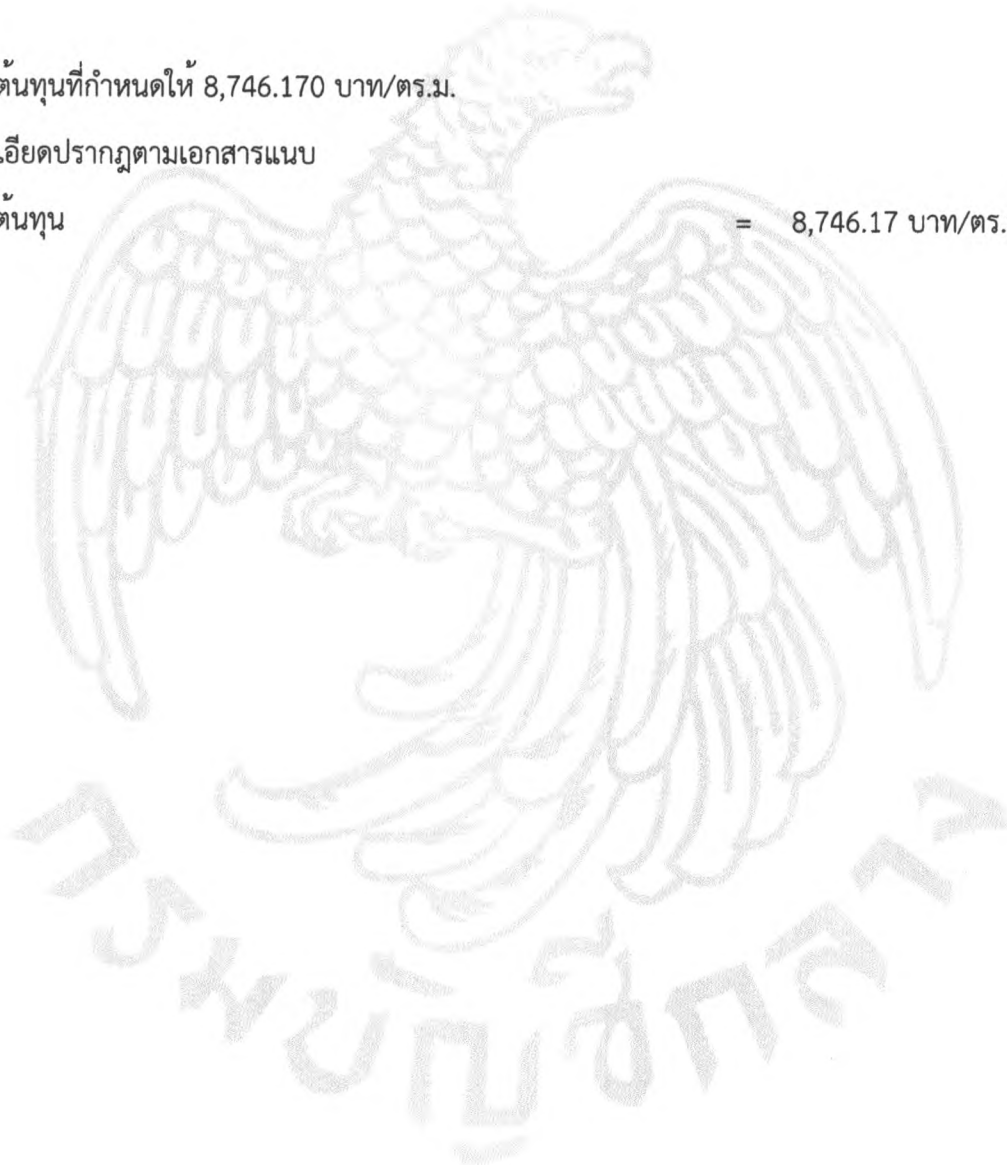 ต้นทุนที่กำหนดให้ 8,746.170 บาท/ตร.ม.
เอียดปรากฎตามเอกสารแนบ
ต้นทุน = 8,746.17 บาท/ตร.
กรมบัญชีกลาง